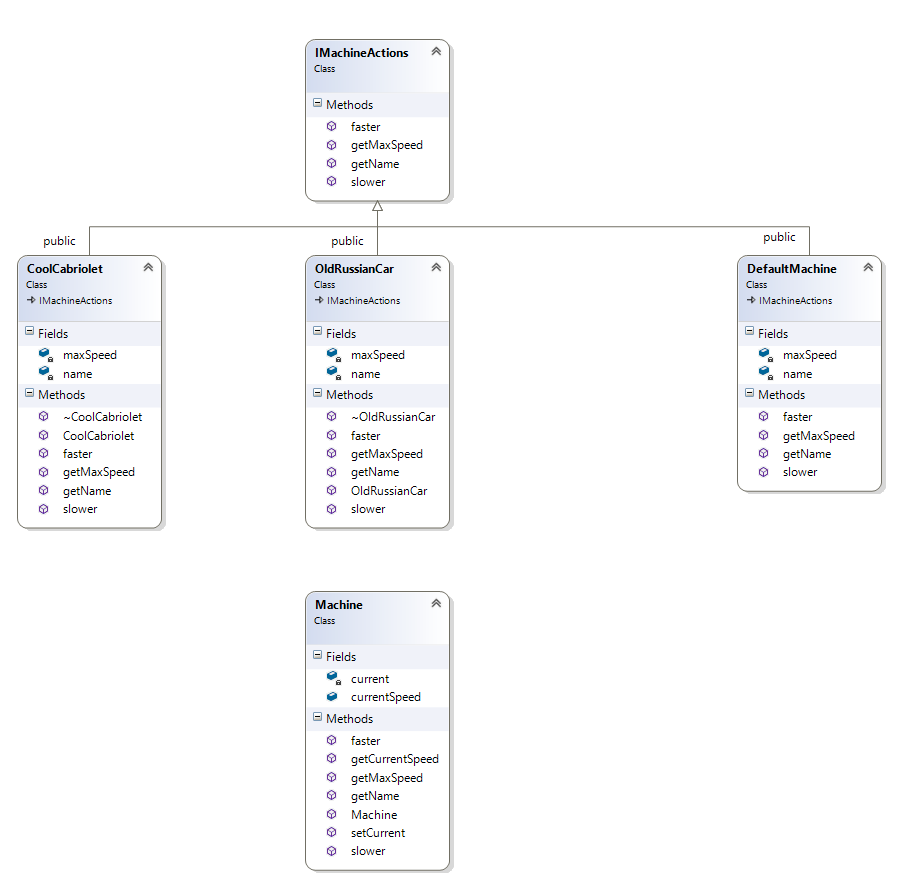 IMachineActions
Class
Methods
faster
getMaxSpeed
getName
slower
public
public
public
CoolCabriolet
Class
IMachineActions
Fields
maxSpeed
name
Methods
~CoolCabriolet
CoolCabriolet
faster
getMaxSpeed
getName
slower
OldRussianCar
Class
IMachineActions
Fields
maxSpeed
name
Methods
~OldRussianCar
faster
getMaxSpeed
getName
OldRussianCar
slower
DefaultMachine
Class
IMachineActions
Fields
maxSpeed
name
Methods
faster
getMaxSpeed
getName
slower
Machine
Class
Fields
current
currentSpeed
Methods
faster
getCurrentSpeed
getMaxSpeed
getName
Machine
setCurrent
slower